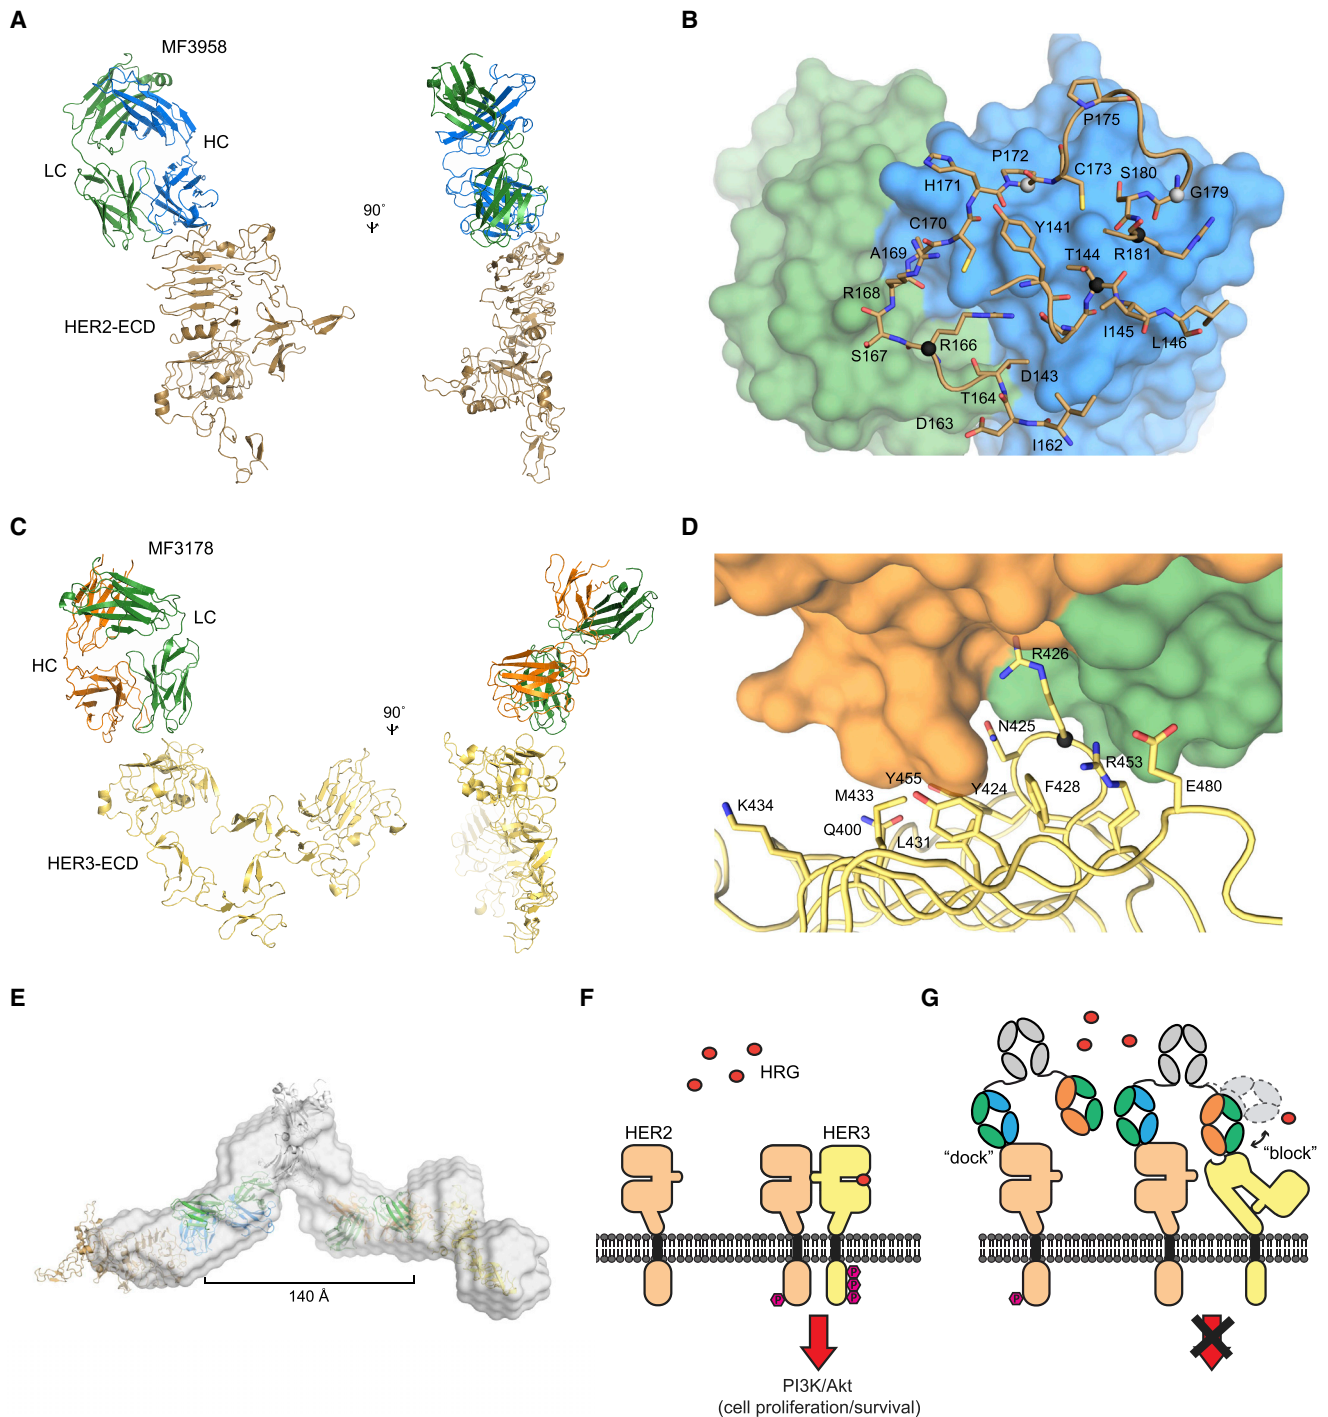 A
MF3958
HC
LC
HER2-ECD
90°
B
P175
P172
C173
S180
H171
G179
C170
Y141
A169
T144
R181
R168
I145
L146
S167
R166
D143
T164
D163
I162
C
MF3178
LC
HC
HER3-ECD
90°
D
R426
N425
R453
Y455
Y424
F428
E480
K434
M433
Q400
L431
E
140 Å
F
HRG
HER2
HER3
P
P
P
P
PI3K/Akt
(cell proliferation/survival)
G
“dock”
“block”
P